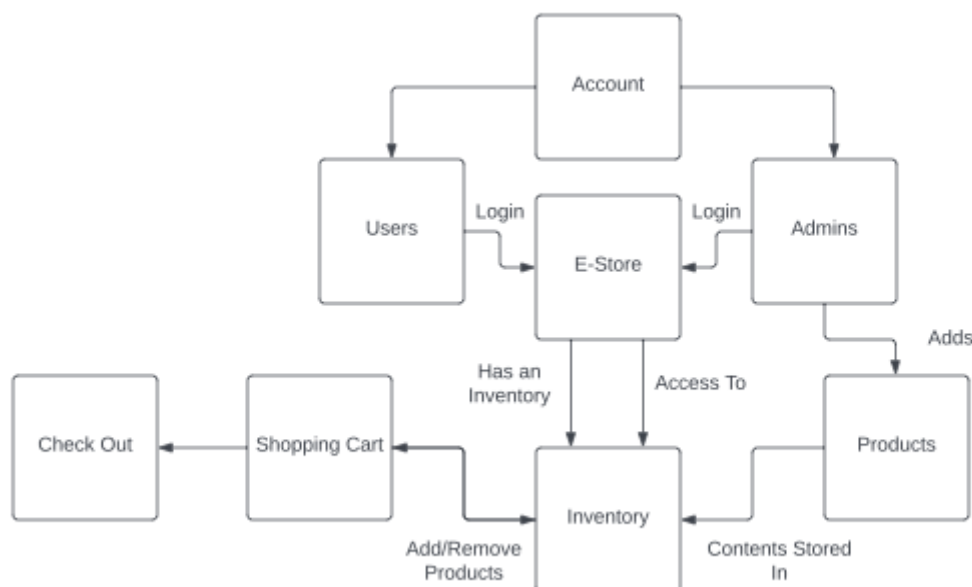 Account
Users
Login
E-Store
Login
Admins
Has an
Inventory
Access To
Adds
Check Out
Shopping Cart
Inventory
Products
Add/Remove
Products
Contents Stored
In